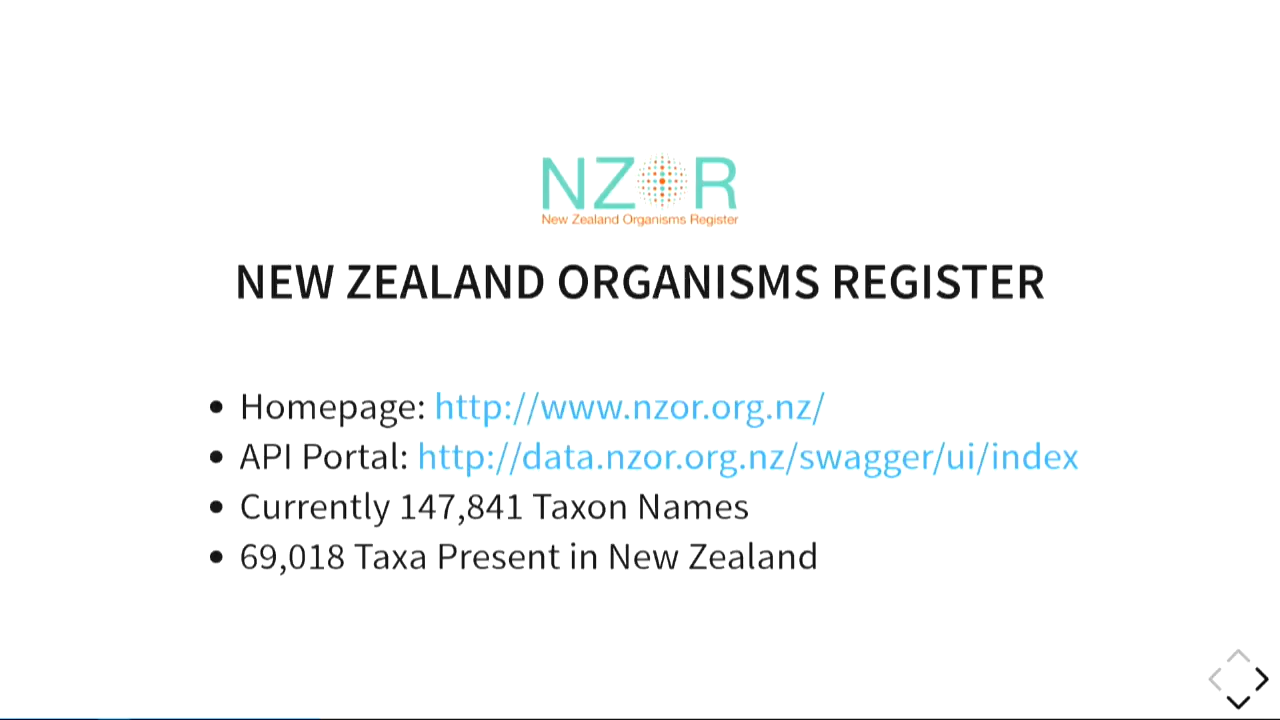 NZOR
New Zealand Organisms Register
NEW ZEALAND ORGANISMS REGISTER
• Homepage: http://www.nzor.org.nz/
• API Portal: http://data.nzor.org.nz/swagger/ui/index
• Currently 147,841 Taxon Names
• 69,018 Taxa Present in New Zealand